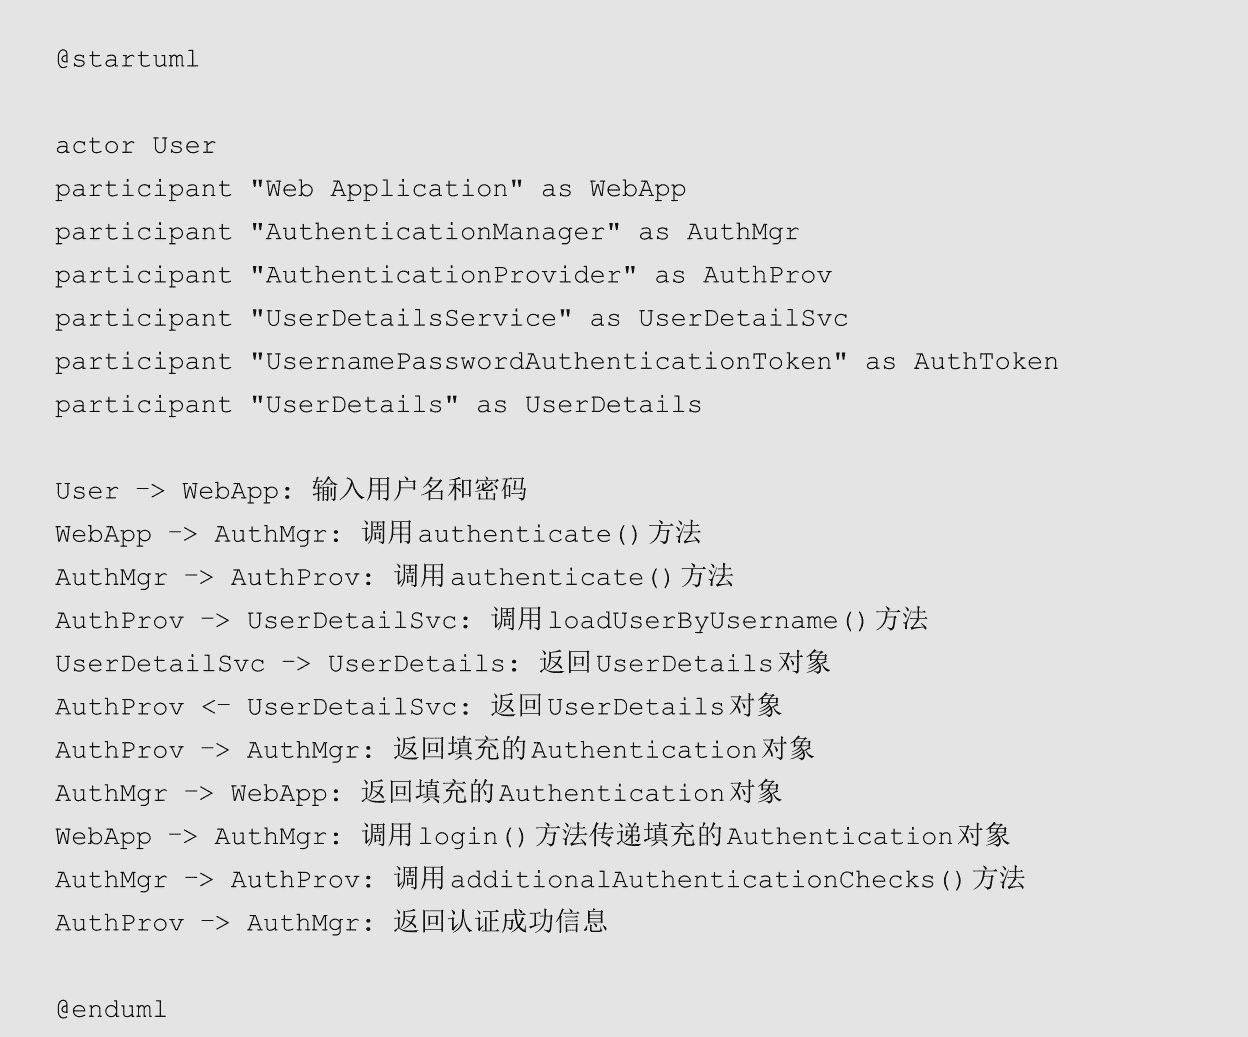 @startuml
actor User
participant "Web Application" as WebApp
participant "AuthenticationManager" as AuthMgr
participant "AuthenticationProvider" as AuthProv
participant "UserDetailsService" as UserDetailSvc
participant "UsernamePasswordAuthenticationToken" as AuthToken
participant "UserDetails" as UserDetails
User -> WebApp: 输入用户名和密码
WebApp -> AuthMgr: 调用authenticate()方法
AuthMgr -> AuthProv: 调用authenticate()方法
AuthProv -> UserDetailSvc: 调用loadUserByUsername()方法
UserDetailSvc -> UserDetails: 返回UserDetails对象
AuthProv <- UserDetailSvc: 返回UserDetails对象
AuthProv -> AuthMgr: 返回填充的Authentication对象
AuthMgr -> WebApp: 返回填充的Authentication对象
WebApp -> AuthMgr: 调用login()方法传递填充的Authentication对象
AuthMgr -> AuthProv: 调用additionalAuthenticationChecks()方法
AuthProv -> AuthMgr: 返回认证成功信息
@enduml